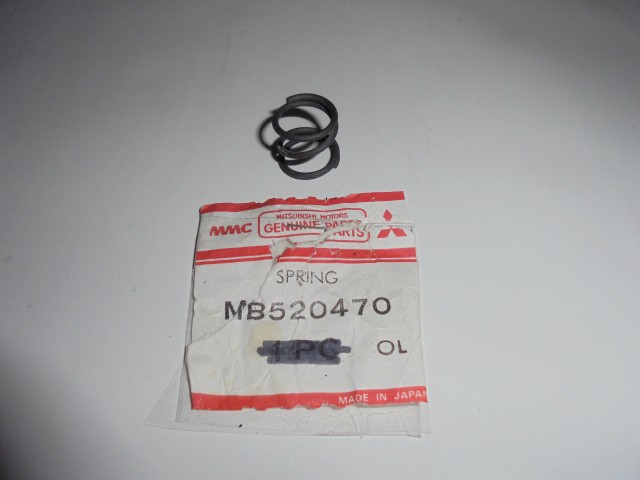 MMC
MITSUBISHI MOTORS
GENUINE PARTS
SPRING
MB520470
1 PC OL
MADE IN JAPAN